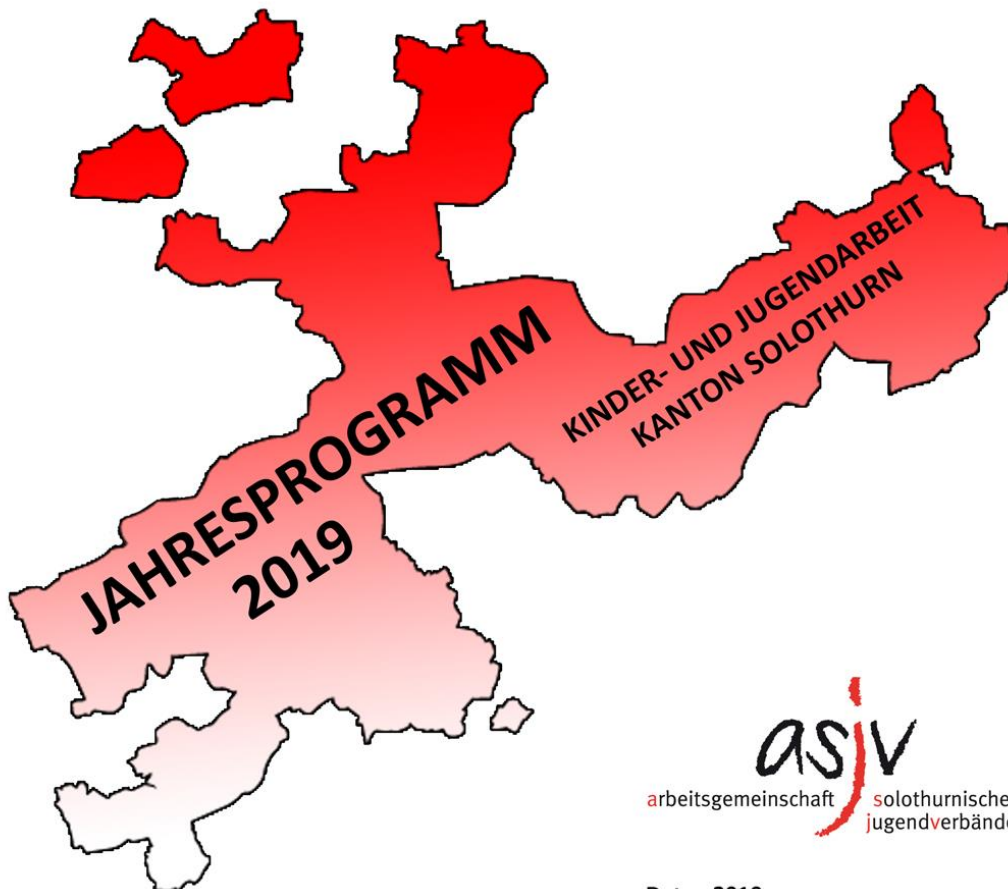 JAHRESPROGRAMM
2019
KINDER- UND JUGENDARBEIT
KANTON SOLOTHURN
asjv
arbeitsgemeinschaft solothurnische
jugendverbände